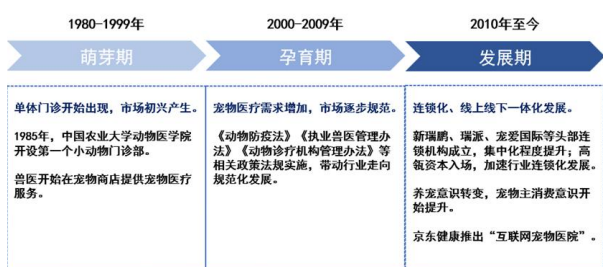 1980-1999年
2000-2009年
2010年至今
萌芽期
孕育期
发展期
单体门诊开始出现，市场初兴产生。
1985年，中国农业大学动物医学院
开设第一个小动物门诊部。
兽医开始在宠物商店提供宠物医疗
服务。
宠物医疗需求增加，市场逐步规范。
《动物防疫法》《执业兽医管理办
法》《动物诊疗机构管理办法》等
相关政策法规实施，带动行业走向
规范化发展。
连锁化、线上线下一体化发展。
新瑞鹏、瑞派、宠爱国际等头部连
锁机构成立，集中化程度提升；高
瓴资本入场，加速行业连锁化发展。
养宠意识转变，宠物主消费意识开
始提升。
京东健康推出“互联网宠物医院”。